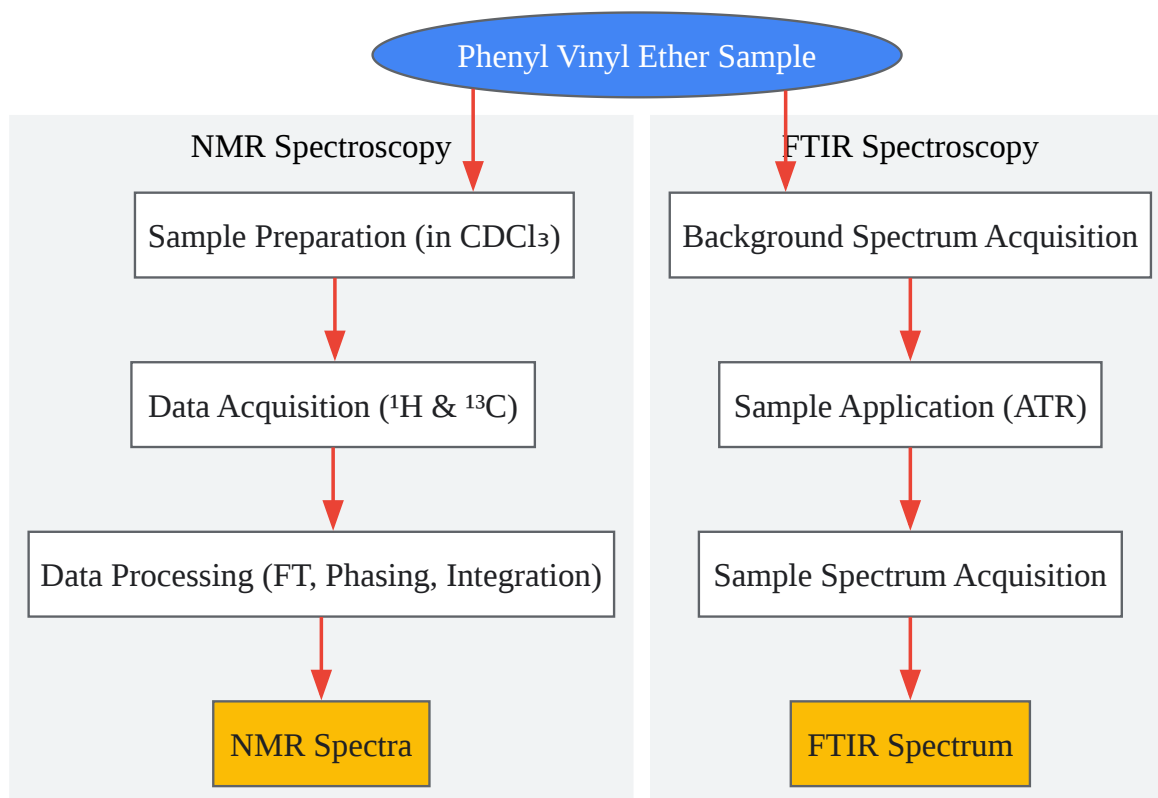 Phenyl Vinyl Ether Sample
NMR Spectroscopy
Sample Preparation (in CDCl₃)
Data Acquisition (¹H & ¹³C)
Data Processing (FT, Phasing, Integration)
NMR Spectra
FTIR Spectroscopy
Background Spectrum Acquisition
Sample Application (ATR)
Sample Spectrum Acquisition
FTIR Spectrum